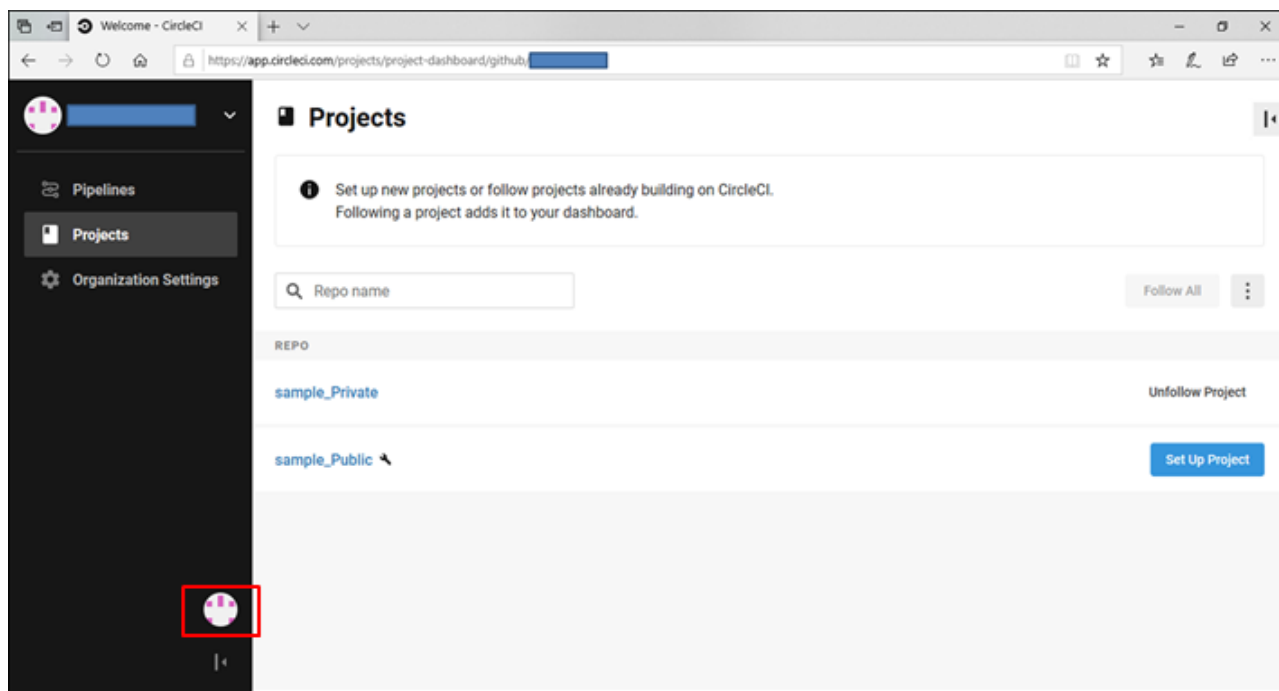 Welcome - CircleCI
https://app.circleci.com/projects/project-dashboard/github/
Projects
Set up new projects or follow projects already building on CircleCI.
Following a project adds it to your dashboard.
Pipelines
Projects
Organization Settings
Repo name
Follow All
REPO
sample_Private
Unfollow Project
sample_Public
Set Up Project